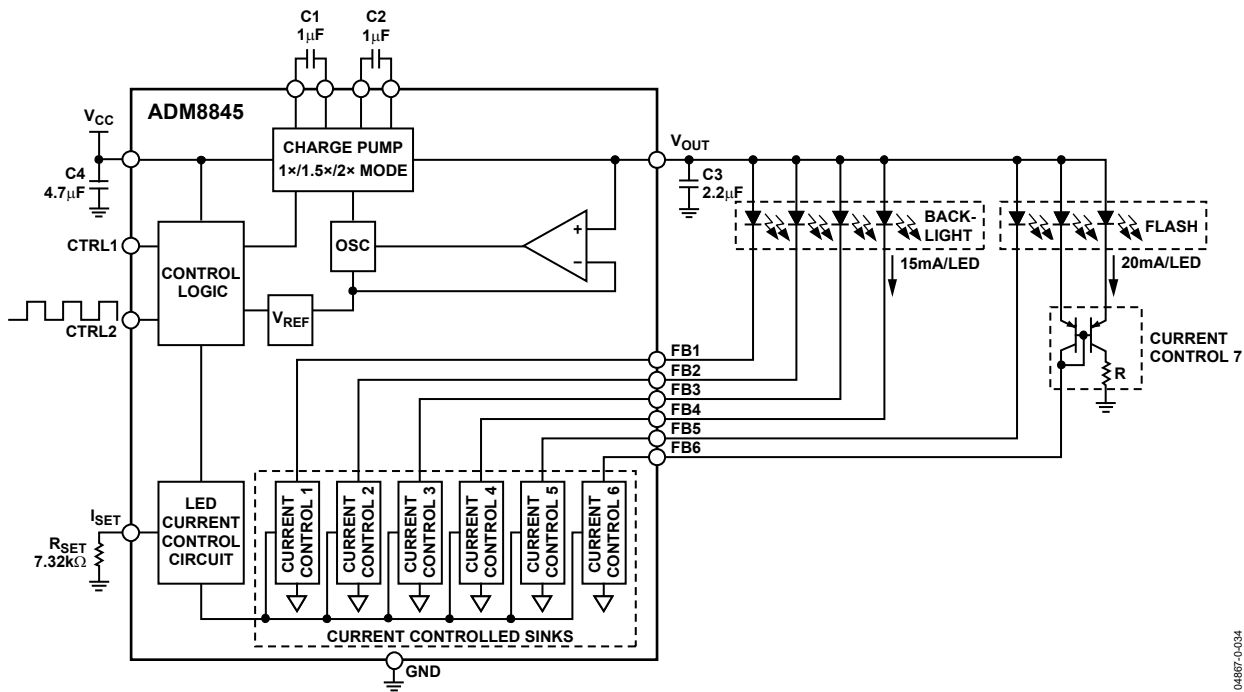 C1
1µF
C2
1µF
ADM8845
VCC
C4
4.7µF
CHARGE PUMP
1×/1.5×/2× MODE
VOUT
C3
2.2µF
BACK-
LIGHT
FLASH
15mA/LED
20mA/LED
CTRL1
CONTROL
LOGIC
OSC
+
–
CTRL2
VREF
CURRENT
CONTROL 7
R
FB1
FB2
FB3
FB4
FB5
FB6
ISET
RSET
7.32kΩ
LED
CURRENT
CONTROL
CIRCUIT
CURRENT
CONTROL 1
CURRENT
CONTROL 2
CURRENT
CONTROL 3
CURRENT
CONTROL 4
CURRENT
CONTROL 5
CURRENT
CONTROL 6
CURRENT CONTROLLED SINKS
GND
04867-0-034